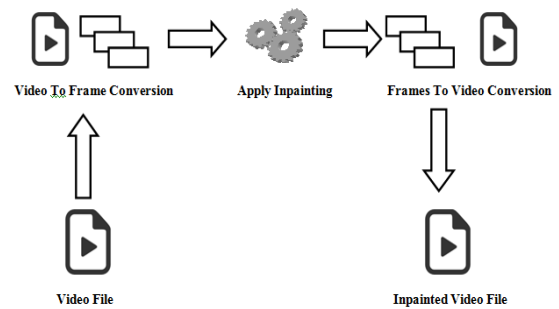 Video To Frame Conversion
Apply Inpainting
Frames To Video Conversion
Video File
Inpainted Video File